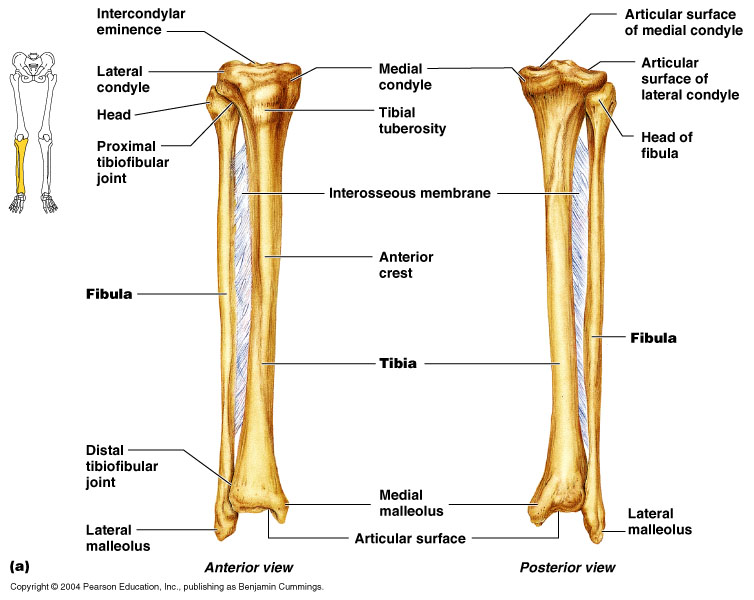 Intercondylar
eminence
Lateral
condyle
Head
Proximal
tibiofibular
joint
Fibula
Distal
tibiofibular
joint
Lateral
malleolus
Medial
condyle
Tibial
tuberosity
Interosseous membrane
Anterior
crest
Tibia
Medial
malleolus
Articular surface
Articular surface
of medial condyle
Articular
surface of
lateral condyle
Head of
fibula
Fibula
Lateral
malleolus
(a)
Anterior view
Posterior view
Copyright © 2004 Pearson Education, Inc., publishing as Benjamin Cummings.